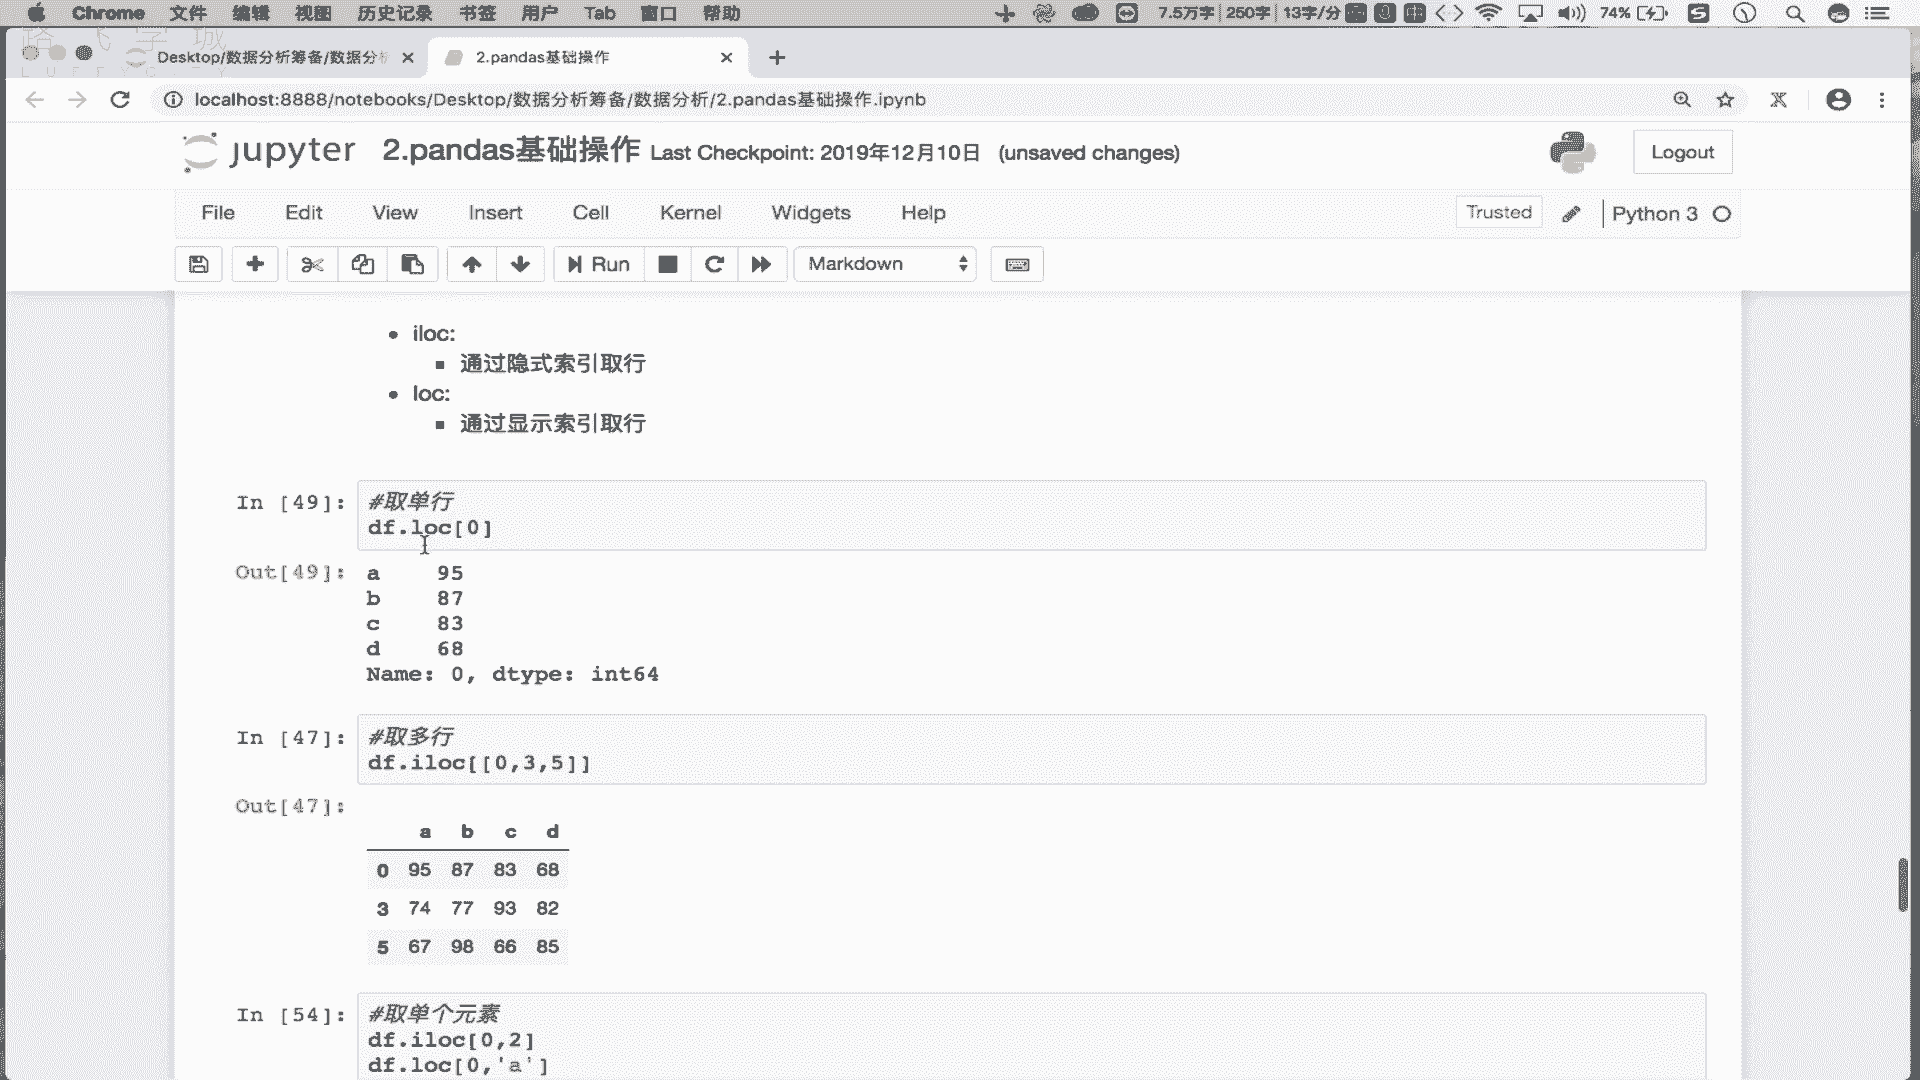 Chrome 文件 编辑 视图 历史记录 书签 用户 Tab 窗口 帮助 7.5万字 250字 13字/分 74%
路飞学城
LUFFYCITY
Desktop/数据分析筹备/数据分析 2.pandas基础操作
localhost:8888/notebooks/Desktop/数据分析筹备/数据分析/2.pandas基础操作.ipynb
jupyter 2.pandas基础操作 Last Checkpoint: 2019年12月10日 (unsaved changes) Logout
File Edit View Insert Cell Kernel Widgets Help Trusted Python 3
Run Markdown
iloc:
通过隐式索引取行
loc:
通过显示索引取行
In [49]: #取单行
df.loc[0]
Out[49]: a 95
b 87
c 83
d 68
Name: 0, dtype: int64
In [47]: #取多行
df.iloc[[0,3,5]]
Out[47]:
a b c d
0 95 87 83 68
3 74 77 93 82
5 67 98 66 85
In [54]: #取单个元素
df.iloc[0,2]
df.loc[0,'a']